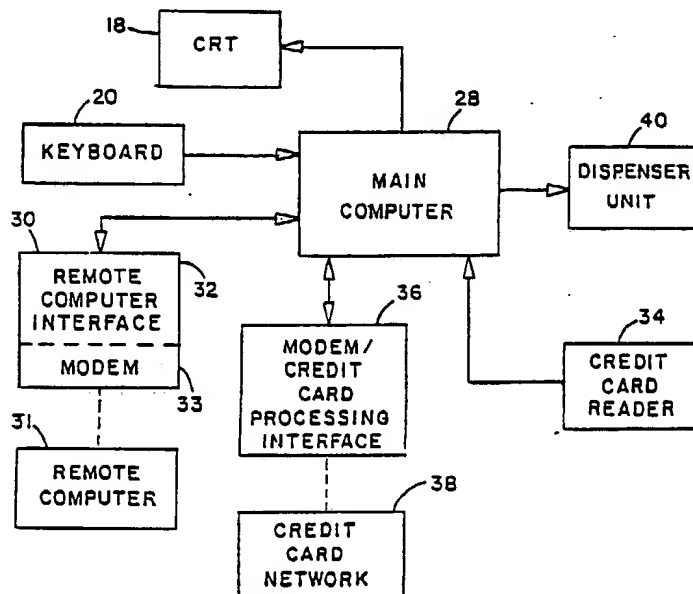 18
CRT
20
KEYBOARD
28
MAIN
COMPUTER
40
DISPENSER
UNIT
30
REMOTE
COMPUTER
INTERFACE
32
MODEM
33
31
REMOTE
COMPUTER
36
MODEM/
CREDIT
CARD
PROCESSING
INTERFACE
38
CREDIT
CARD
NETWORK
34
CREDIT
CARD
READER